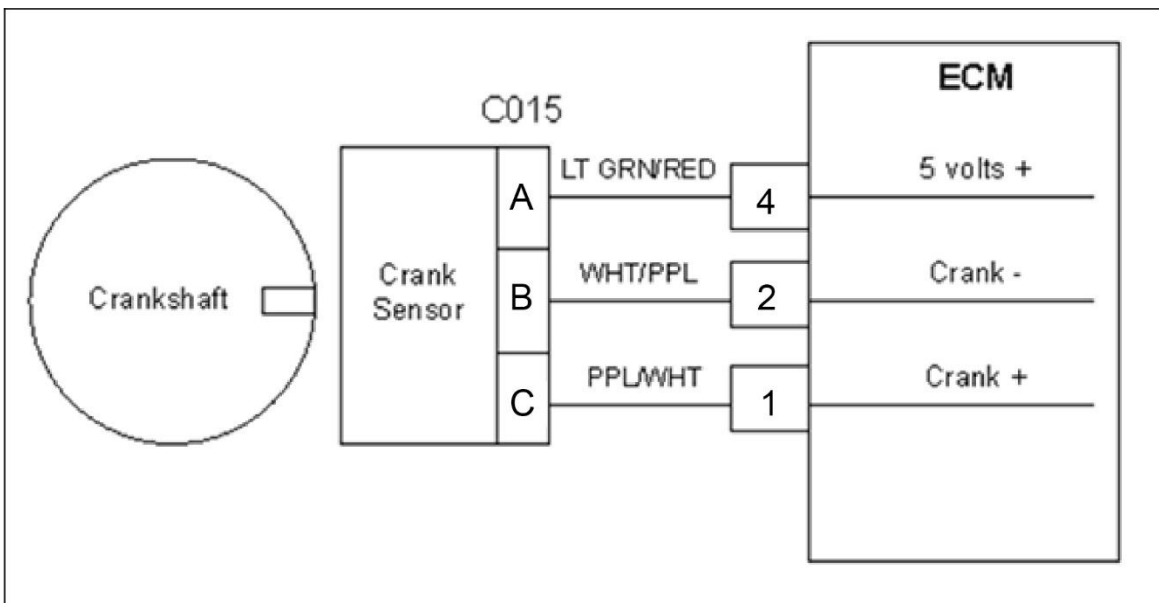 ECM
C015
LT GRN/RED
A
4
5 volts +
Crankshaft
Crank
Sensor
WHT/PPL
B
2
Crank -
PPL/WHT
C
1
Crank +